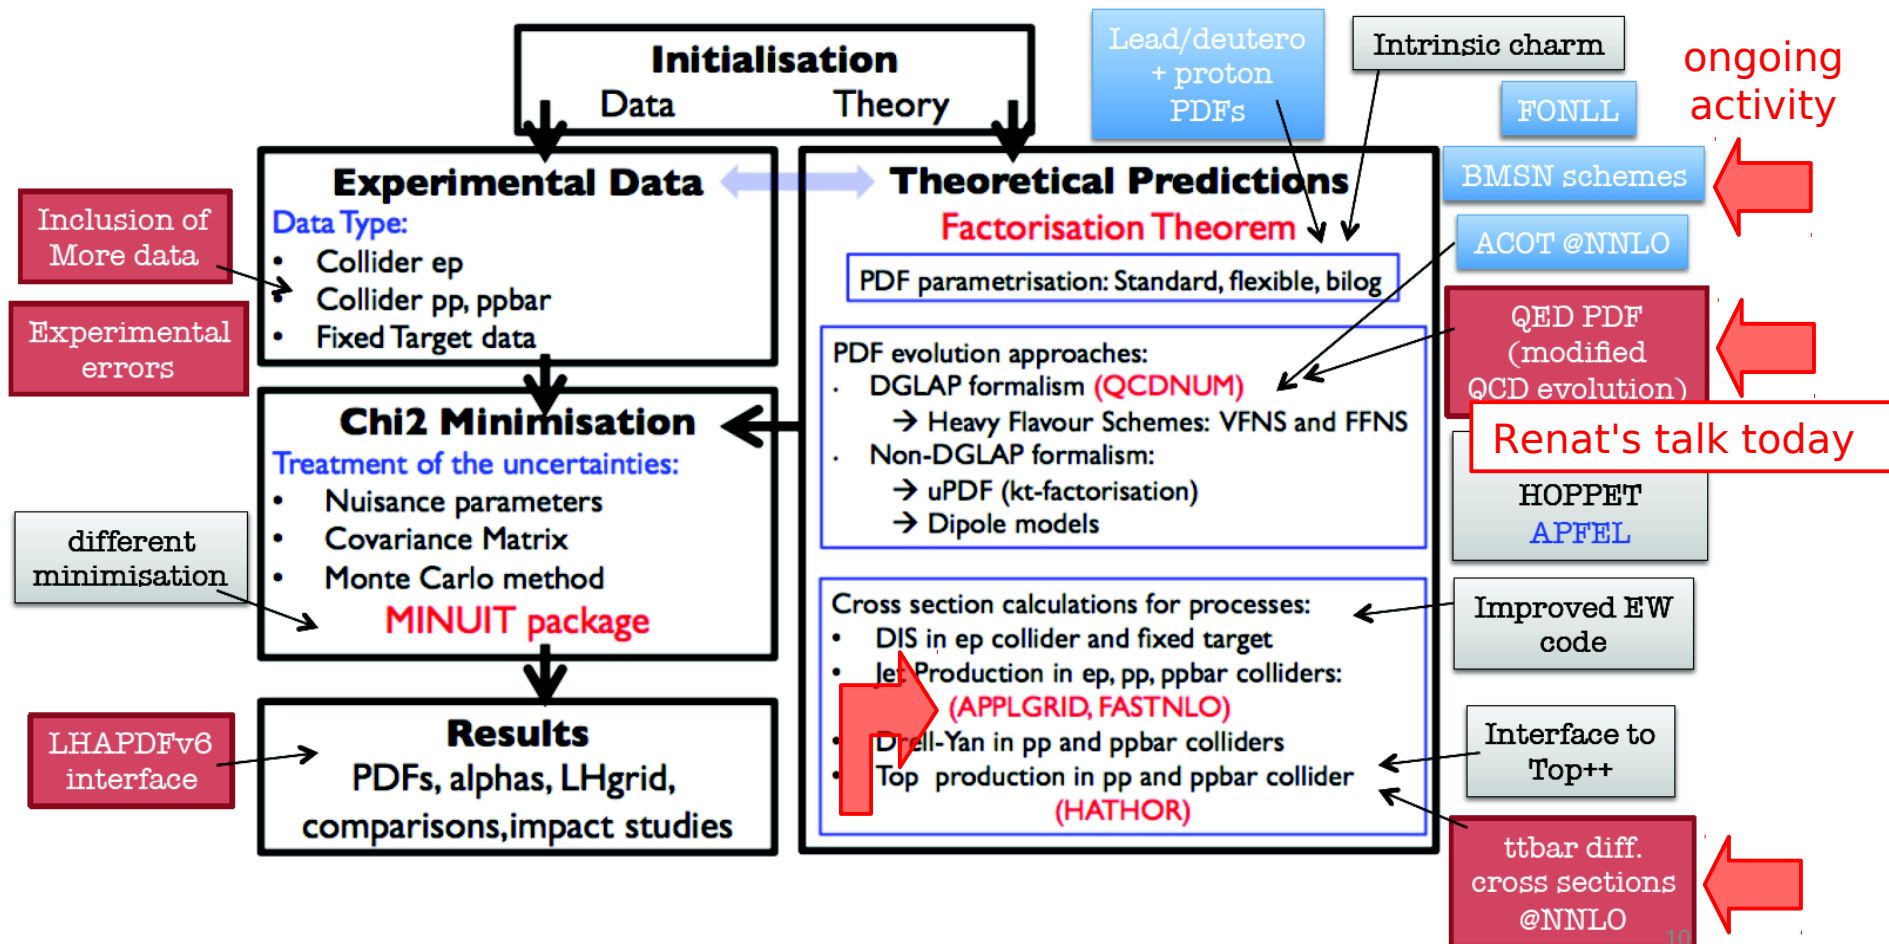 Initialisation
Data Theory
Experimental Data
Data Type:
• Collider ep
• Collider pp, ppbar
• Fixed Target data
Chi2 Minimisation
Treatment of the uncertainties:
• Nuisance parameters
• Covariance Matrix
• Monte Carlo method
MINUIT package
Results
PDFs, alphas, LHgrid,
comparisons,impact studies
Theoretical Predictions
Factorisation Theorem
PDF parametrisation: Standard, flexible, bilog
PDF evolution approaches:
· DGLAP formalism (QCDNUM)
→ Heavy Flavour Schemes: VFNS and FFNS
· Non-DGLAP formalism:
→ uPDF (kt-factorisation)
→ Dipole models
Cross section calculations for processes:
• DIS in ep collider and fixed target
• Jet Production in ep, pp, ppbar colliders:
(APPLGRID, FASTNLO)
• Drell-Yan in pp and ppbar colliders
• Top production in pp and ppbar collider
(HATHOR)
Inclusion of
More data
Experimental
errors
different
minimisation
LHAPDFv6
interface
Lead/deutero
+ proton
PDFs
Intrinsic charm
ongoing
activity
FONLL
BMSN schemes
ACOT @NNLO
QED PDF
(modified
QCD evolution)
Renat's talk today
HOPPET
APFEL
Improved EW
code
Interface to
Top++
ttbar diff.
cross sections
@NNLO
10